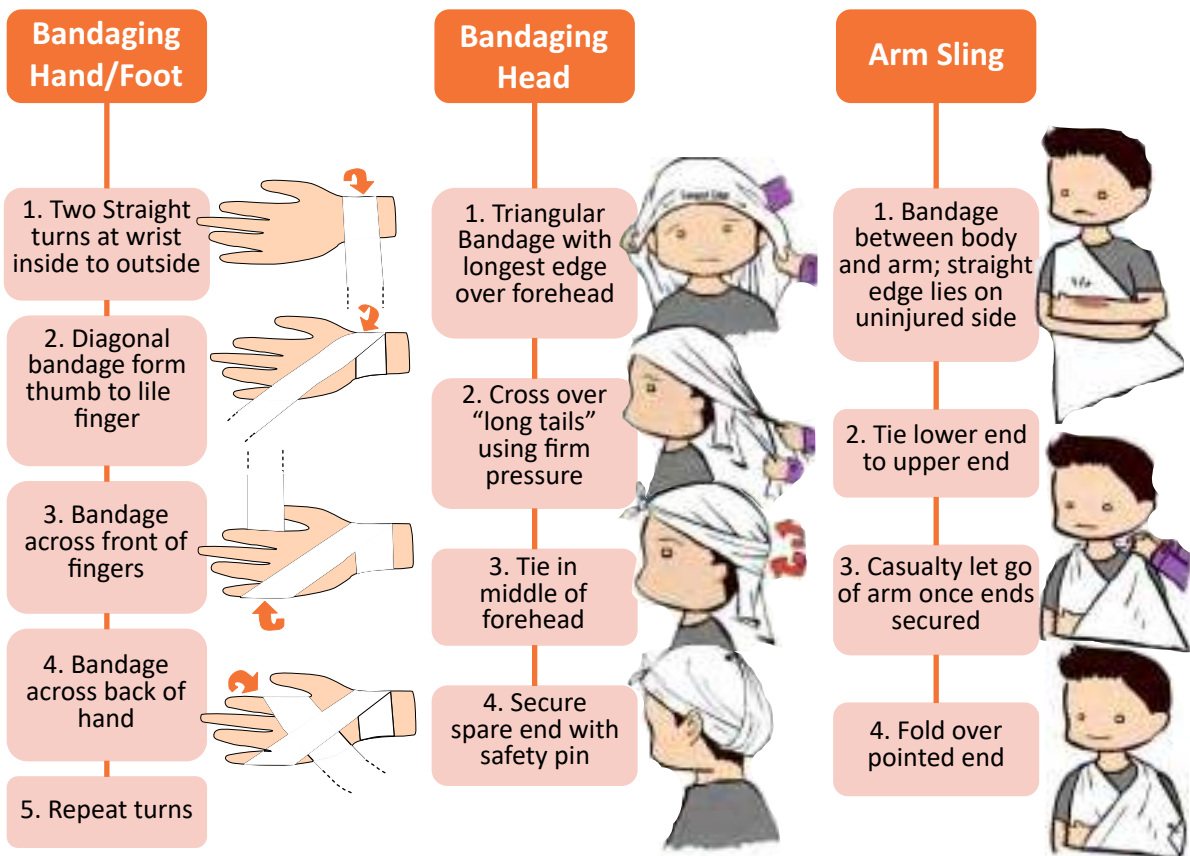 Bandaging
Hand/Foot
1. Two Straight
turns at wrist
inside to outside
2. Diagonal
bandage form
thumb to lile
finger
3. Bandage
across front of
fingers
4. Bandage
across back of
hand
5. Repeat turns
Bandaging
Head
1. Triangular
Bandage with
longest edge
over forehead
Longest Edge
2. Cross over
“long tails”
using firm
pressure
3. Tie in
middle of
forehead
4. Secure
spare end with
safety pin
Arm Sling
1. Bandage
between body
and arm; straight
edge lies on
uninjured side
2. Tie lower end
to upper end
3. Casualty let go
of arm once ends
secured
4. Fold over
pointed end